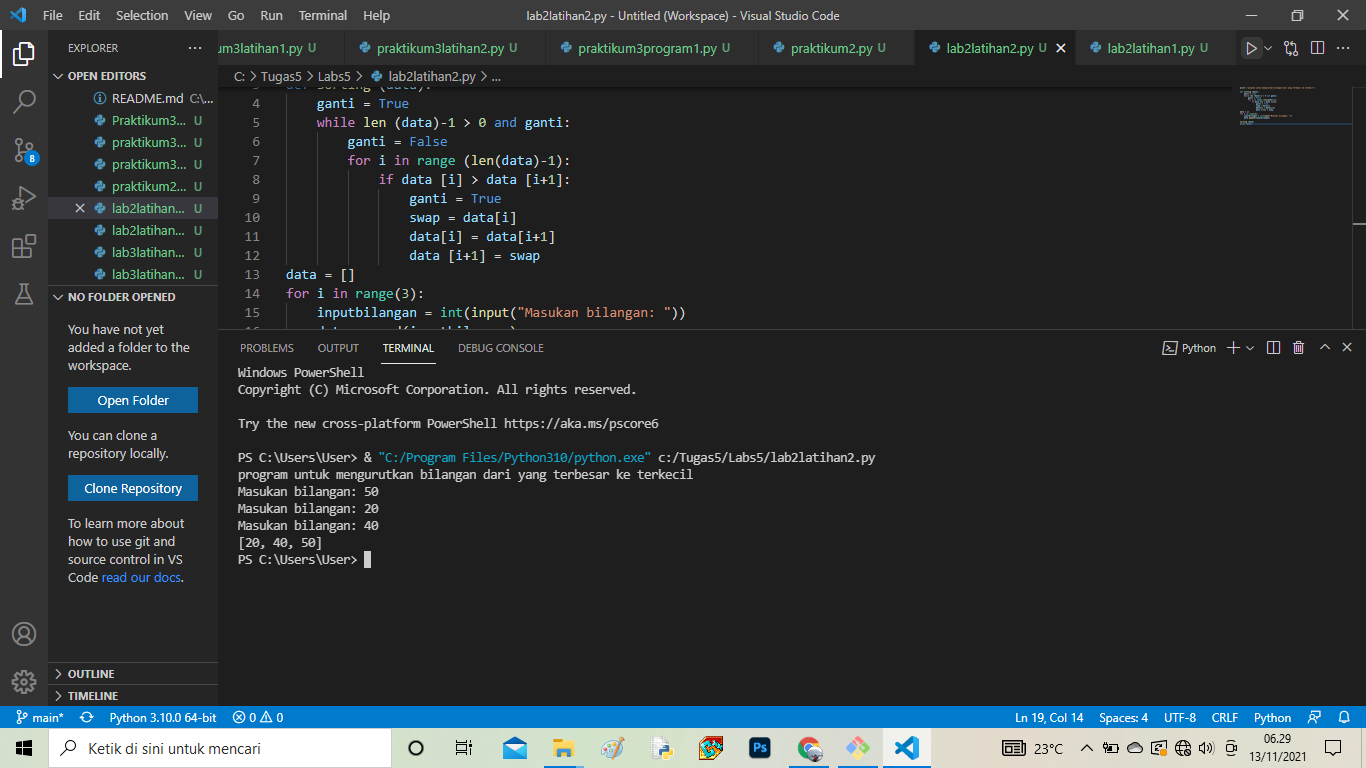 File Edit Selection View Go Run Terminal Help lab2latihan2.py - Untitled (Workspace) - Visual Studio Code
EXPLORER ···
um3latihan1.py U praktikum3latihan2.py U praktikum3program1.py U praktikum2.py U lab2latihan2.py U lab2latihan1.py U
C: > Tugas5 > Labs5 > lab2latihan2.py > ...
OPEN EDITORS
README.md C:\...
Praktikum3... U
praktikum3... U
praktikum3... U
praktikum2... U
lab2latihan... U
lab2latihan... U
lab3latihan... U
lab3latihan... U
NO FOLDER OPENED
You have not yet
added a folder to the
workspace.
Open Folder
You can clone a
repository locally.
Clone Repository
To learn more about
how to use git and
source control in VS
Code read our docs.
OUTLINE
TIMELINE
8
4 ganti = True
5 while len (data)-1 > 0 and ganti:
6 ganti = False
7 for i in range (len(data)-1):
8 if data [i] > data [i+1]:
9 ganti = True
10 swap = data[i]
11 data[i] = data[i+1]
12 data [i+1] = swap
13 data = []
14 for i in range(3):
15 inputbilangan = int(input("Masukan bilangan: "))
PROBLEMS OUTPUT TERMINAL DEBUG CONSOLE Python
Windows PowerShell
Copyright (C) Microsoft Corporation. All rights reserved.
Try the new cross-platform PowerShell https://aka.ms/pscore6
PS C:\Users\User> & "C:/Program Files/Python310/python.exe" c:/Tugas5/Labs5/lab2latihan2.py
program untuk mengurutkan bilangan dari yang terbesar ke terkecil
Masukan bilangan: 50
Masukan bilangan: 20
Masukan bilangan: 40
[20, 40, 50]
PS C:\Users\User>
main* Python 3.10.0 64-bit 0 0 Ln 19, Col 14 Spaces: 4 UTF-8 CRLF Python
Ketik di sini untuk mencari Ps 23°C 06.29
13/11/2021